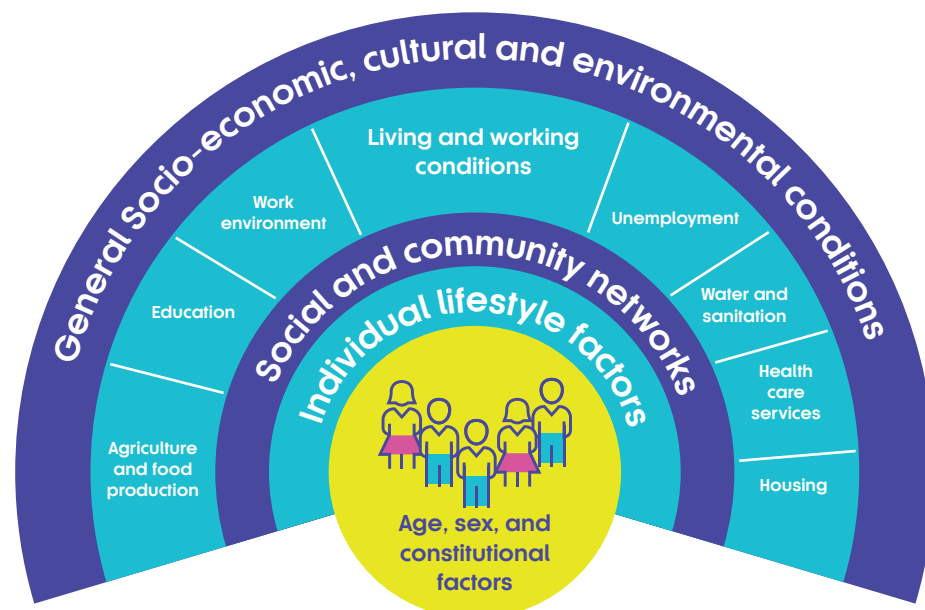 General Socio-economic, cultural and environmental conditions
Living and working
conditions
Work
environment
Unemployment
Education
Water and
sanitation
Agriculture
and food
production
Health
care
services
Housing
Social and community networks
Individual lifestyle factors
Age, sex, and
constitutional
factors